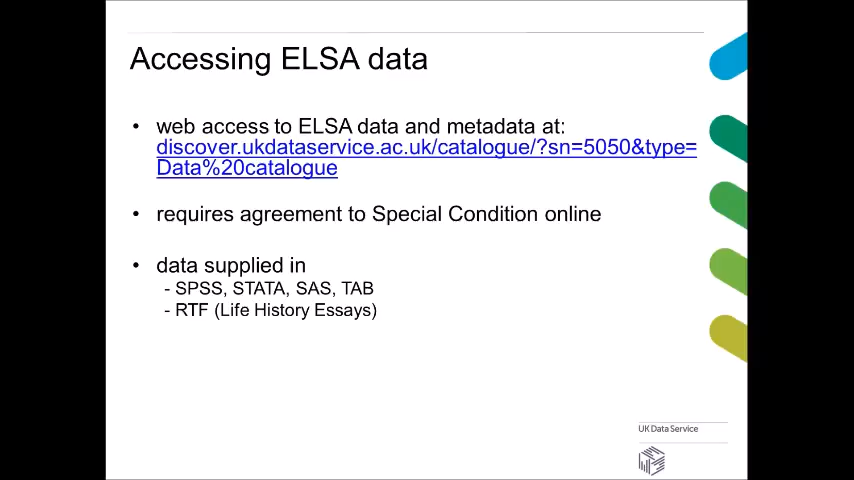 Accessing ELSA data
• web access to ELSA data and metadata at:
discover.ukdataservice.ac.uk/catalogue/?sn=5050&type=
Data%20catalogue
• requires agreement to Special Condition online
• data supplied in
- SPSS, STATA, SAS, TAB
- RTF (Life History Essays)
UK Data Service